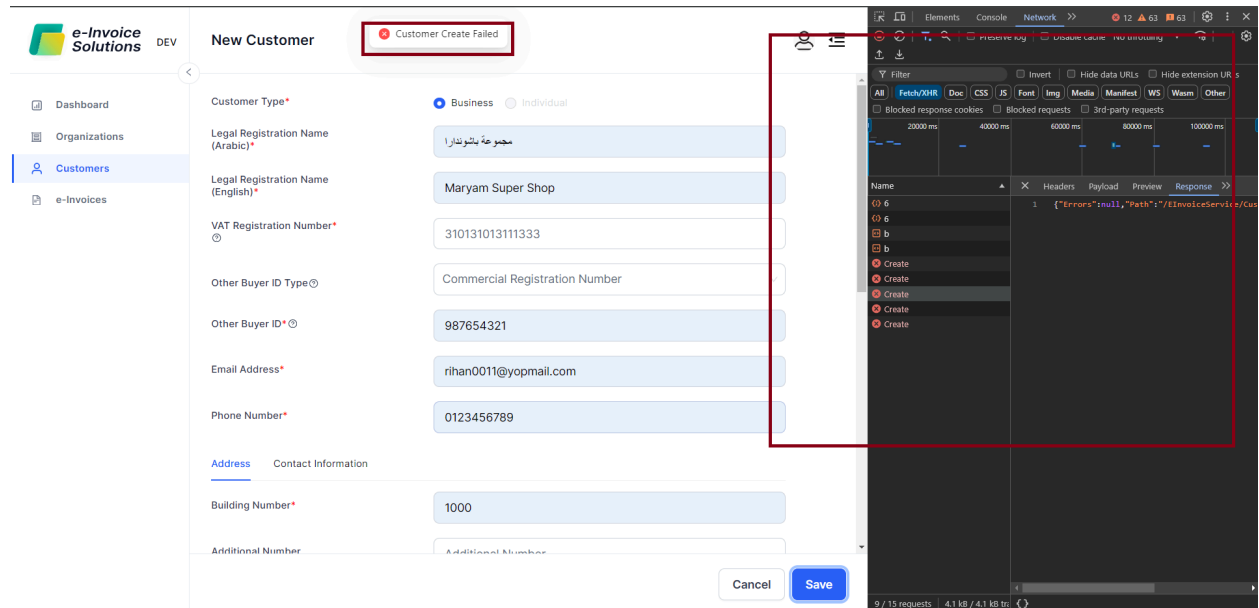 e-Invoice
Solutions
DEV
New Customer
Customer Create Failed
Dashboard
Organizations
Customers
e-Invoices
Customer Type*
Business
Individual
Legal Registration Name
(Arabic)*
مجموعة باشوندارا
Legal Registration Name
(English)*
Maryam Super Shop
VAT Registration Number*
310131013111333
Other Buyer ID Type
Commercial Registration Number
Other Buyer ID*
987654321
Email Address*
rihan0011@yopmail.com
Phone Number*
0123456789
Address Contact Information
Building Number*
1000
Additional Number
Additional Number
Cancel Save
Elements Console Network 12 63 63
Preserve log Disable cache No throttling
Filter Invert Hide data URLs Hide extension UR
All Fetch/XHR Doc CSS JS Font Img Media Manifest WS Wasm Other
Blocked response cookies Blocked requests 3rd-party requests
20000 ms 40000 ms 60000 ms 80000 ms 100000 ms
Name
Headers Payload Preview Response
6
6
b
b
Create
Create
Create
Create
Create
1 {"Errors":null,"Path":"/EInvoiceService/Cus
9 / 15 requests 4.1 kB / 4.1 kB tr